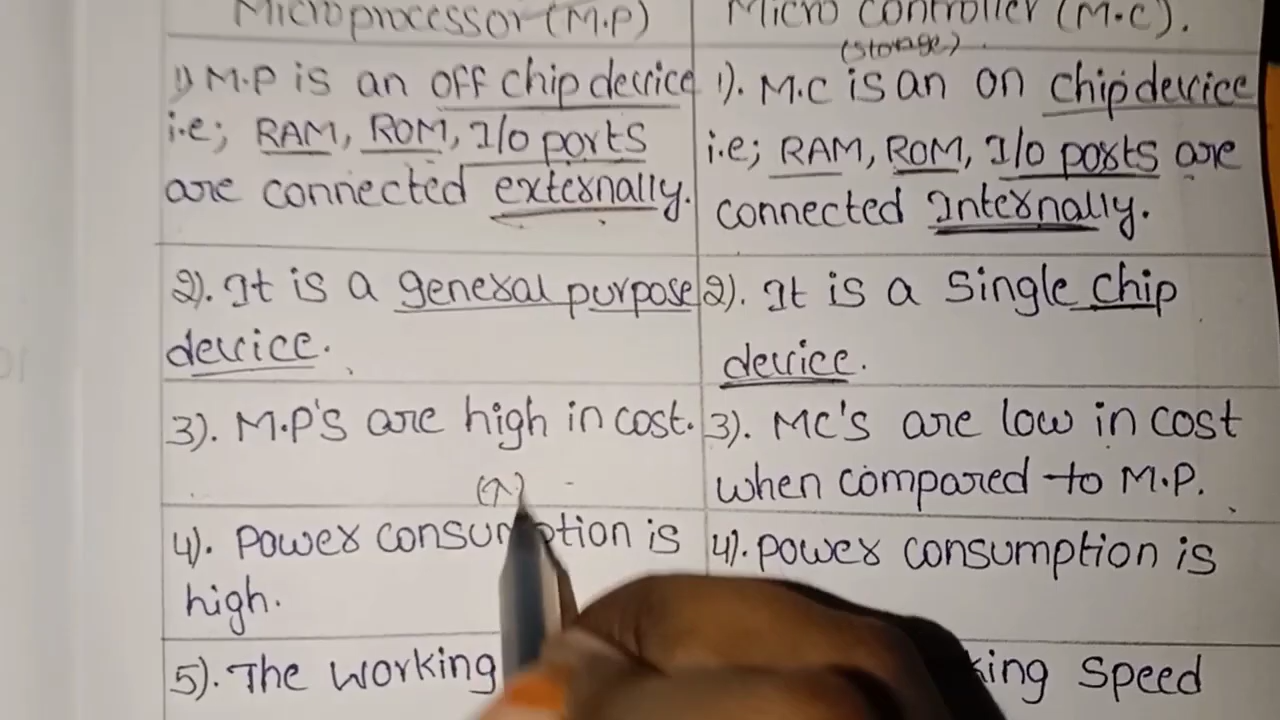 Microprocessor (M.P)
Micro controller (M.C).
(storage)
1) M.P is an off chip device
i.e; RAM, ROM, I/o ports
are connected externally.
1). M.C is an on chip device
i.e; RAM, ROM, I/o ports are
connected Internally.
2). It is a general purpose
device.
2). It is a Single chip
device.
3). M.P's are high in cost.
(↑)
3). MC's are low in cost
when compared to M.P.
4). Power consumption is
high.
4). power consumption is
5). The working
Speed